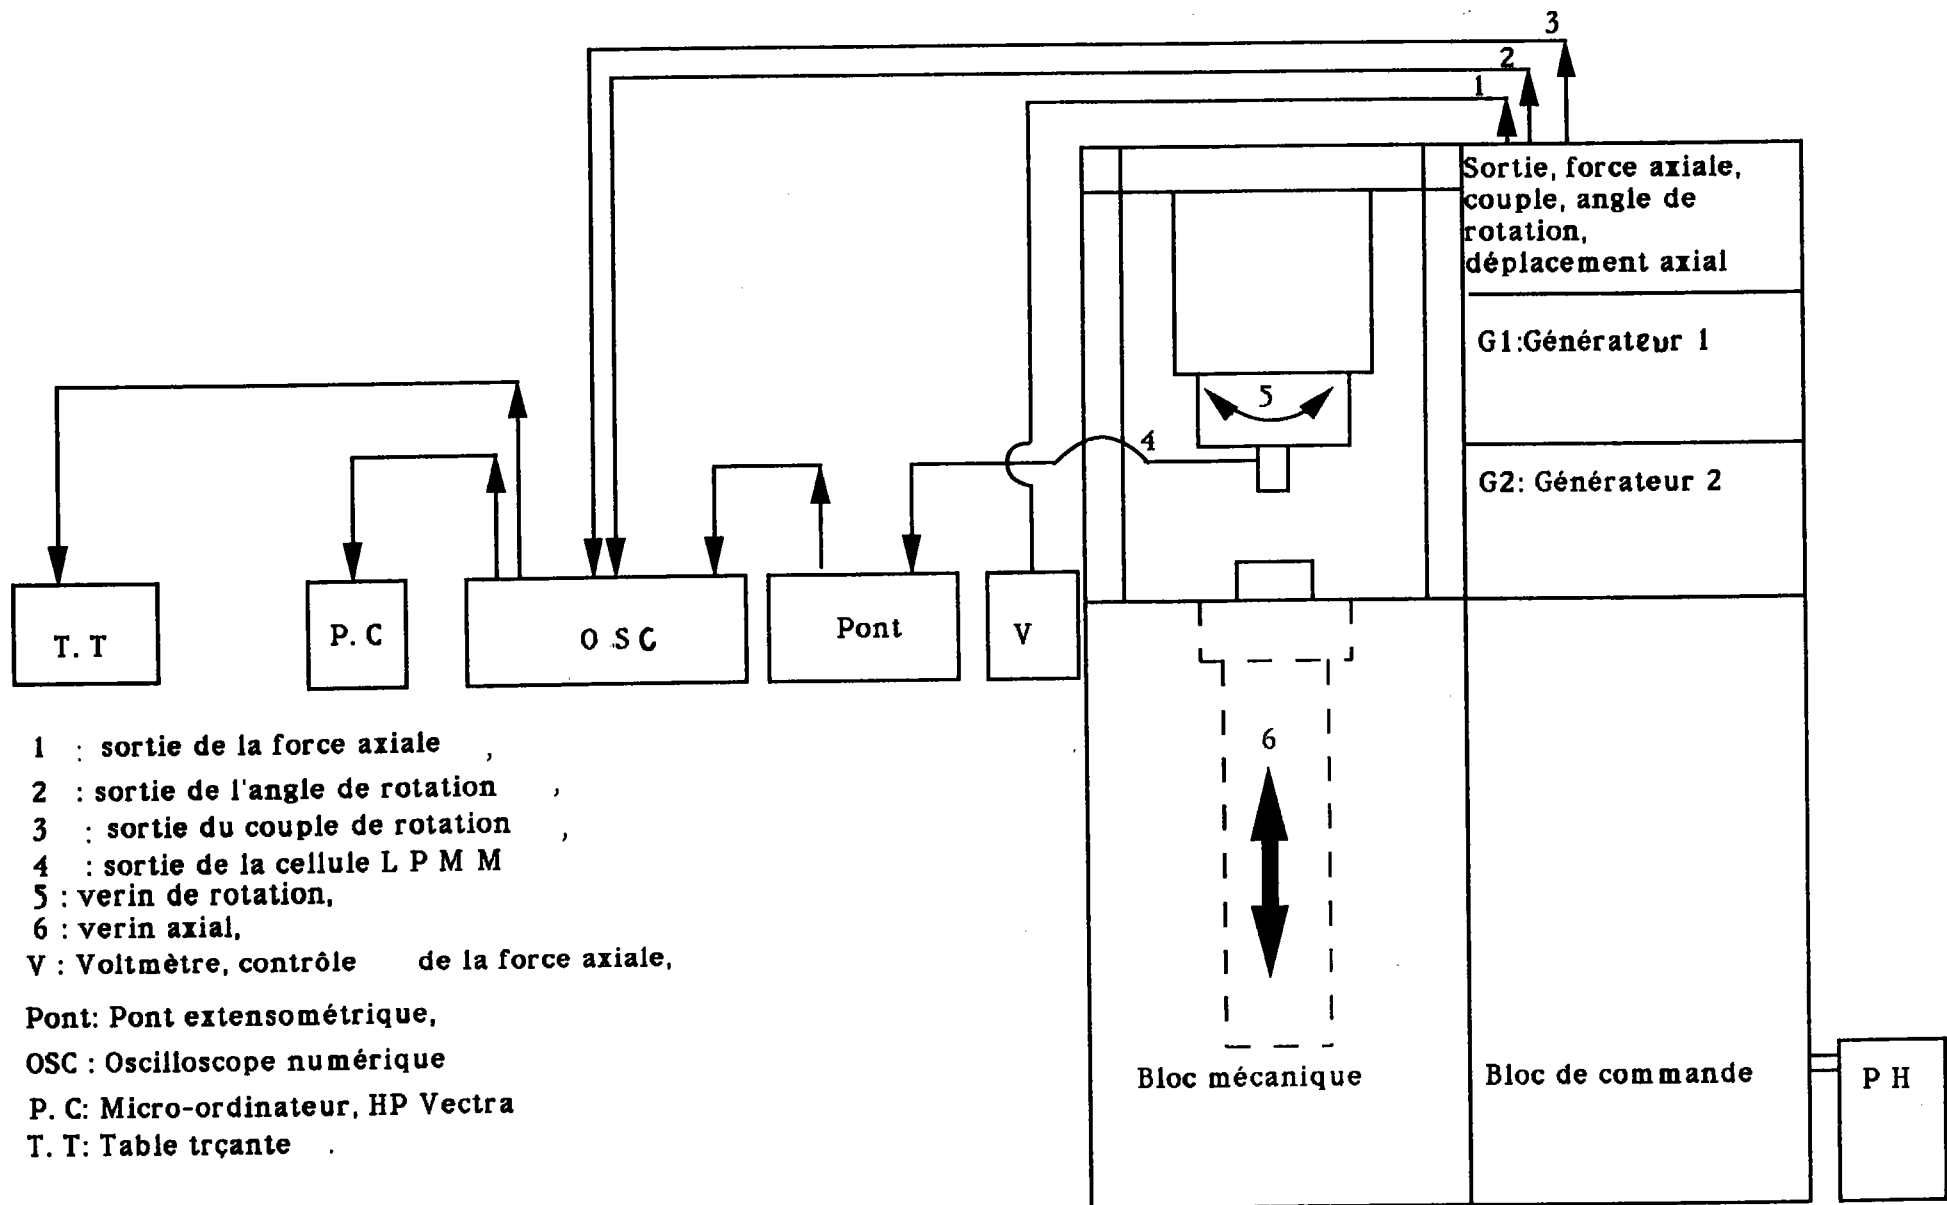 3
2
1
Sortie, force axiale,
couple, angle de
rotation,
déplacement axial
G1:Générateur 1
5
4
G2: Générateur 2
T. T
P. C
O S C
Pont
V
1 : sortie de la force axiale ,
2 : sortie de l'angle de rotation ,
3 : sortie du couple de rotation ,
4 : sortie de la cellule L P M M
5 : verin de rotation,
6 : verin axial,
V : Voltmètre, contrôle de la force axiale,
Pont: Pont extensométrique,
OSC : Oscilloscope numérique
P. C: Micro-ordinateur, HP Vectra
T. T: Table trçante .
6
Bloc mécanique
Bloc de commande
P H